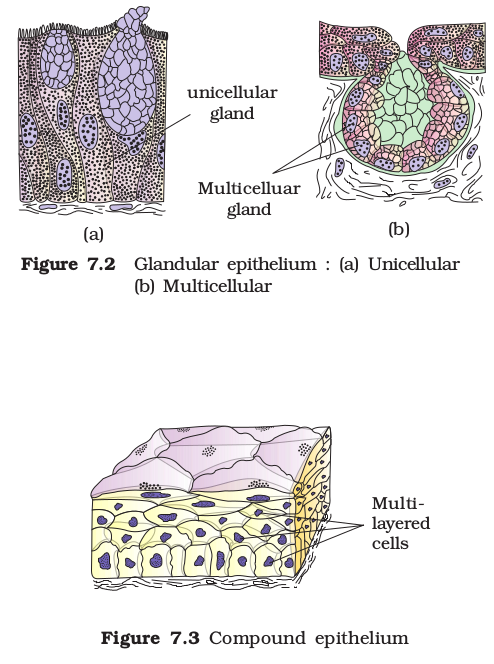 unicellular
gland
Multicelluar
gland
(a)
(b)
Figure 7.2 Glandular epithelium : (a) Unicellular
(b) Multicellular
Multi-
layered
cells
Figure 7.3 Compound epithelium